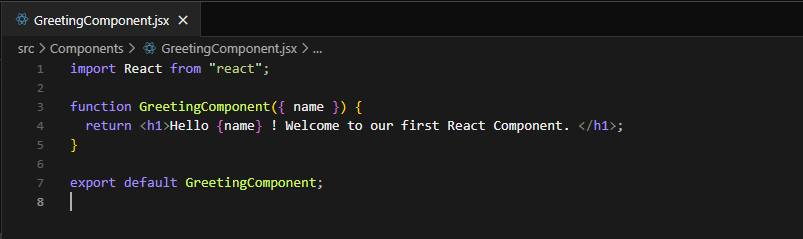 GreetingComponent.jsx ×
src > Components > GreetingComponent.jsx > ...
1 import React from "react";
2
3 function GreetingComponent({ name }) {
4   return <h1>Hello {name} ! Welcome to our first React Component. </h1>;
5 }
6
7 export default GreetingComponent;
8